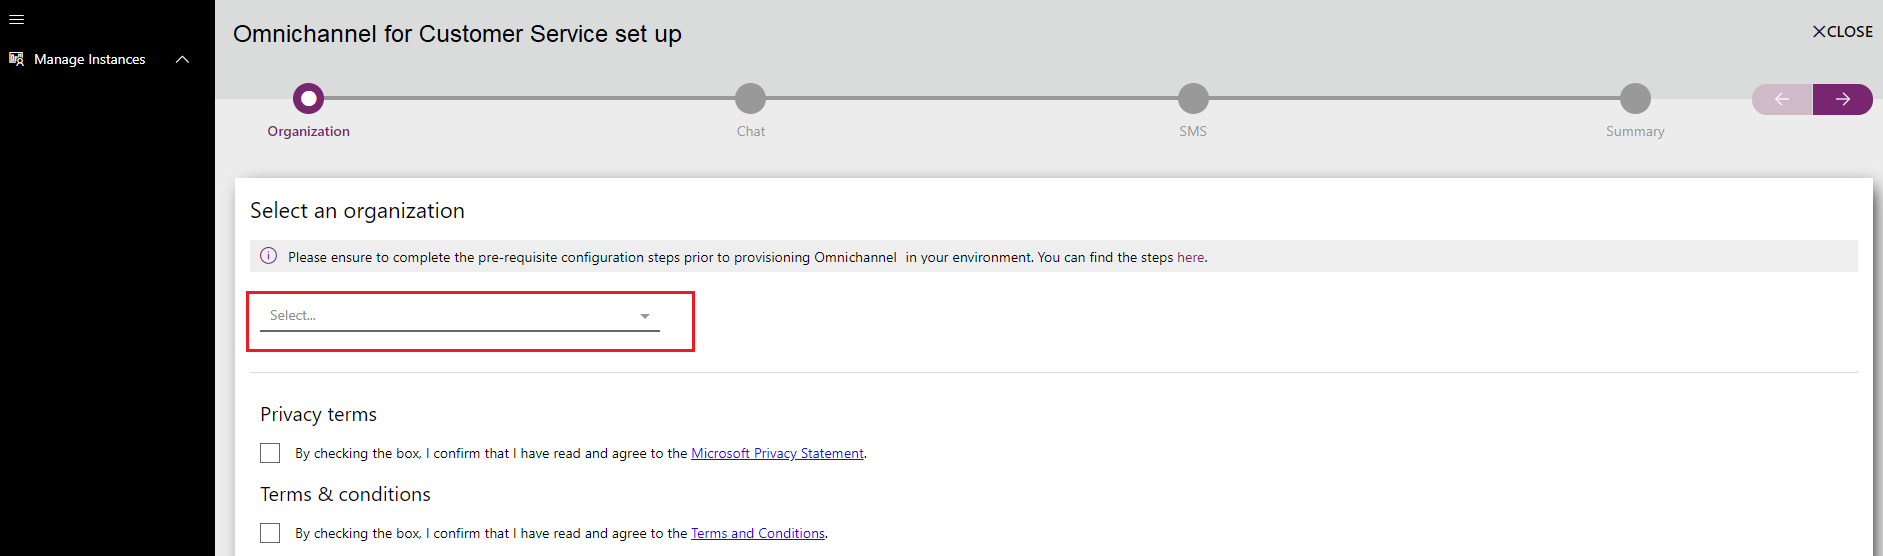 Omnichannel for Customer Service set up
CLOSE
Manage Instances
Organization
Chat
SMS
Summary
Select an organization
Please ensure to complete the pre-requisite configuration steps prior to provisioning Omnichannel in your environment. You can find the steps here.
Select...
Privacy terms
By checking the box, I confirm that I have read and agree to the Microsoft Privacy Statement.
Terms & conditions
By checking the box, I confirm that I have read and agree to the Terms and Conditions.